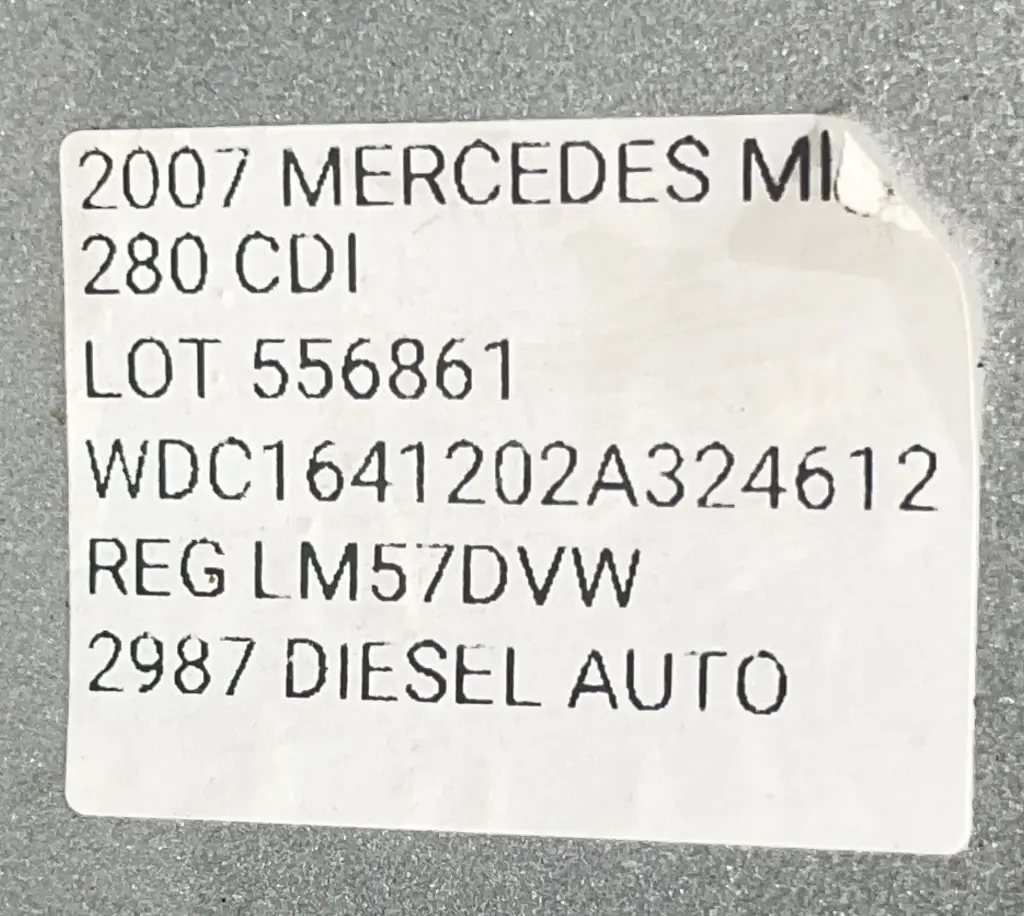 2007 MERCEDES
280 CDI
LOT 556861
WDC1641202A324612
REG LM57DVW
2987 DIESEL AUTO